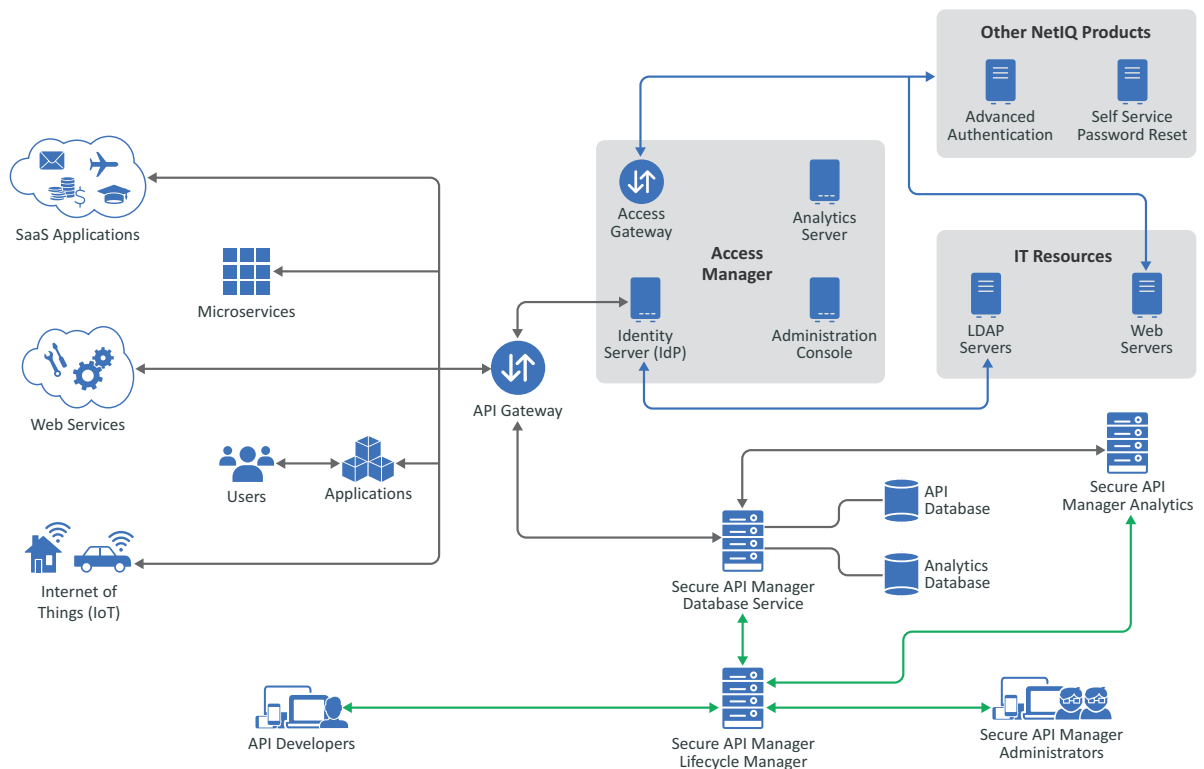 Other NetIQ Products
Advanced
Authentication
Self Service
Password Reset
SaaS Applications
$
Access
Gateway
Analytics
Server
Access
Manager
Microservices
IT Resources
Identity
Server (IdP)
Administration
Console
LDAP
Servers
Web
Servers
Web Services
API Gateway
Users
Applications
API
Database
Secure API
Manager Analytics
Analytics
Database
Internet of
Things (IoT)
Secure API Manager
Database Service
API Developers
Secure API Manager
Lifecycle Manager
Secure API Manager
Administrators